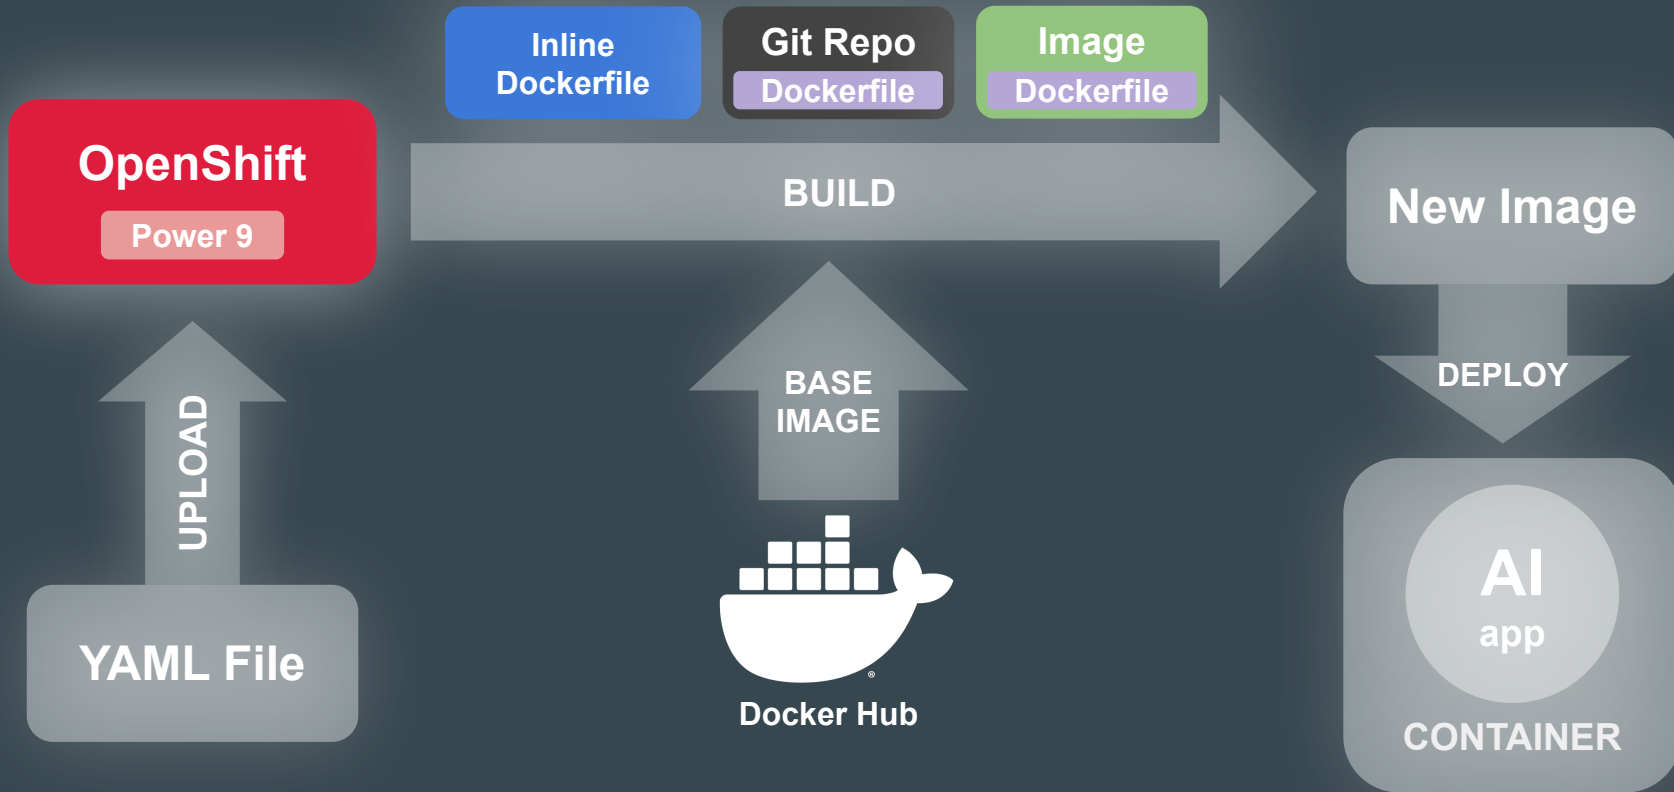 Inline
Dockerfile
Git Repo
Dockerfile
Image
Dockerfile
OpenShift
Power 9
BUILD
New Image
UPLOAD
BASE
IMAGE
DEPLOY
YAML File
®
Docker Hub
AI
app
CONTAINER